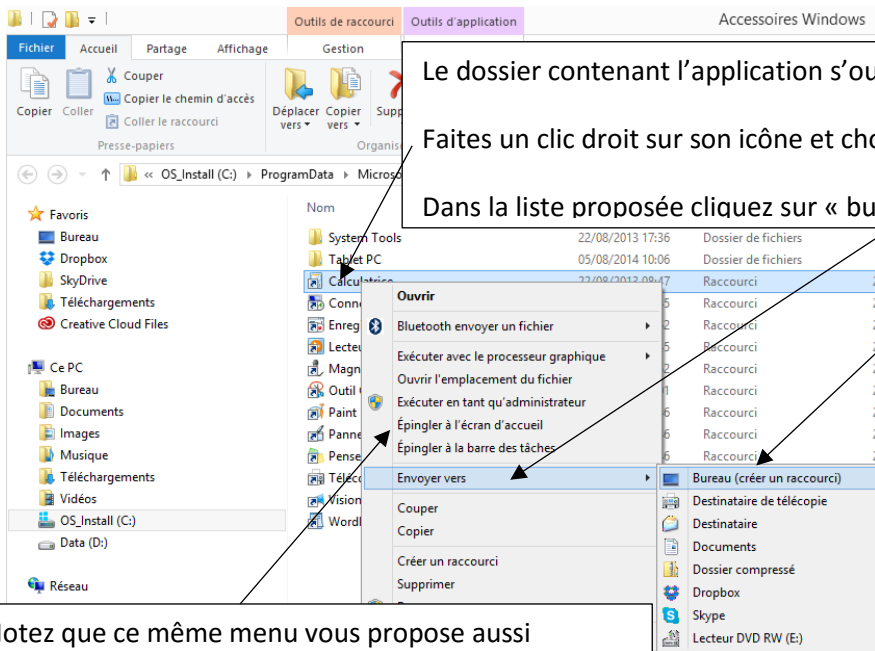 Outils de raccourci Outils d'application Accessoires Windows
Fichier Accueil Partage Affichage Gestion
Copier Coller
Couper
Copier le chemin d'accès
Coller le raccourci
Presse-papiers
Déplacer vers Copier vers
Le dossier contenant l'application
Faites un clic droit sur son icône et
Dans la liste proposée cliquez sur «
« OS_Install (C:) ProgramData
Favoris
Bureau
Dropbox
SkyDrive
Téléchargements
Creative Cloud Files
Ce PC
Bureau
Documents
Images
Musique
Téléchargements
Vidéos
OS_Install (C:)
Data (D:)
Réseau
Nom
System Tools 22/08/2013 17:36 Dossier de fichiers
Tablet PC 05/08/2014 10:06 Dossier de fichiers
Calculatrice 22/08/2013 08:47 Raccourci
Raccourci
Raccourci
Raccourci
Raccourci
Outil Raccourci
Paint Raccourci
Raccourci
Raccourci
Ouvrir
Bluetooth envoyer un fichier
Exécuter avec le processeur graphique
Ouvrir l'emplacement du fichier
Exécuter en tant qu'administrateur
Épingler à l'écran d'accueil
Épingler à la barre des tâches
Envoyer vers
Couper
Copier
Créer un raccourci
Supprimer
Bureau (créer un raccourci)
Destinataire de télécopie
Destinataire
Documents
Dossier compressé
Dropbox
Skype
Lecteur DVD RW (E:)
que ce même menu vous propose aussi